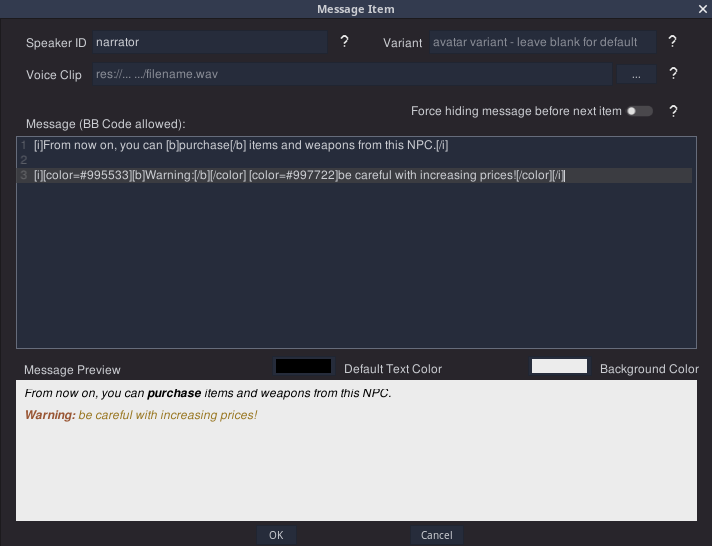 Message Item
Speaker ID narrator ? Variant avatar variant - leave blank for default ?
Voice Clip res://... .../filename.wav ... ?
Force hiding message before next item ?
Message (BB Code allowed):
1 [i]From now on, you can [b]purchase[/b] items and weapons from this NPC.[/i]
2
3 [i][color=#995533][b]Warning:[/b][/color] [color=#997722]be careful with increasing prices![/color][/i]
Message Preview Default Text Color Background Color
From now on, you can purchase items and weapons from this NPC.
Warning: be careful with increasing prices!
OK Cancel